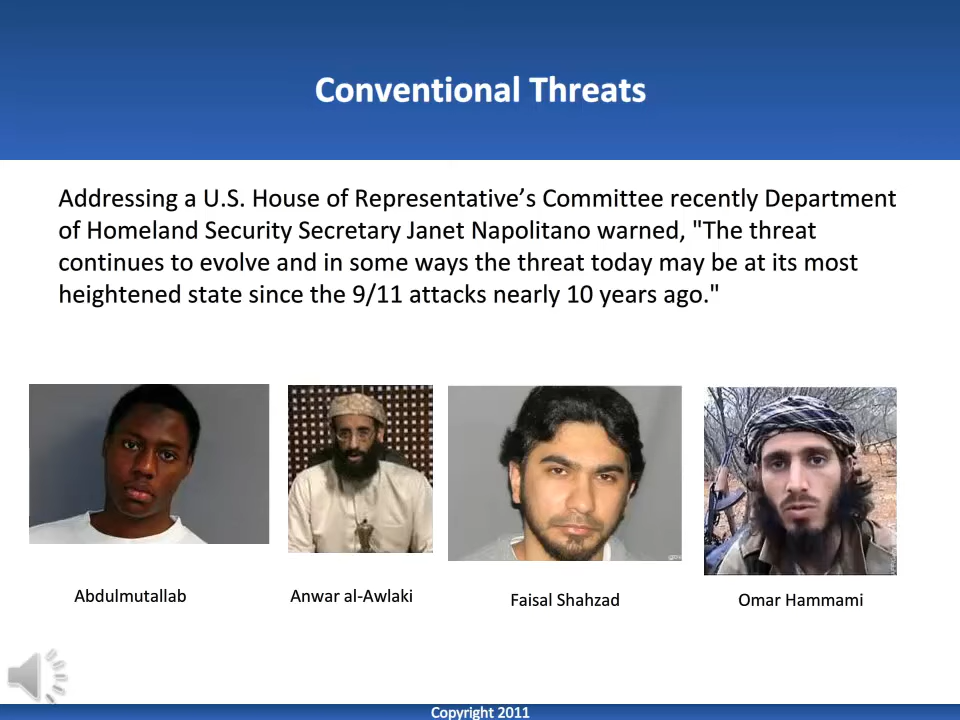 Conventional Threats
Addressing a U.S. House of Representative’s Committee recently Department
of Homeland Security Secretary Janet Napolitano warned, "The threat
continues to evolve and in some ways the threat today may be at its most
heightened state since the 9/11 attacks nearly 10 years ago."
Abdulmutallab
Anwar al-Awlaki
Faisal Shahzad
Omar Hammami
Copyright 2011